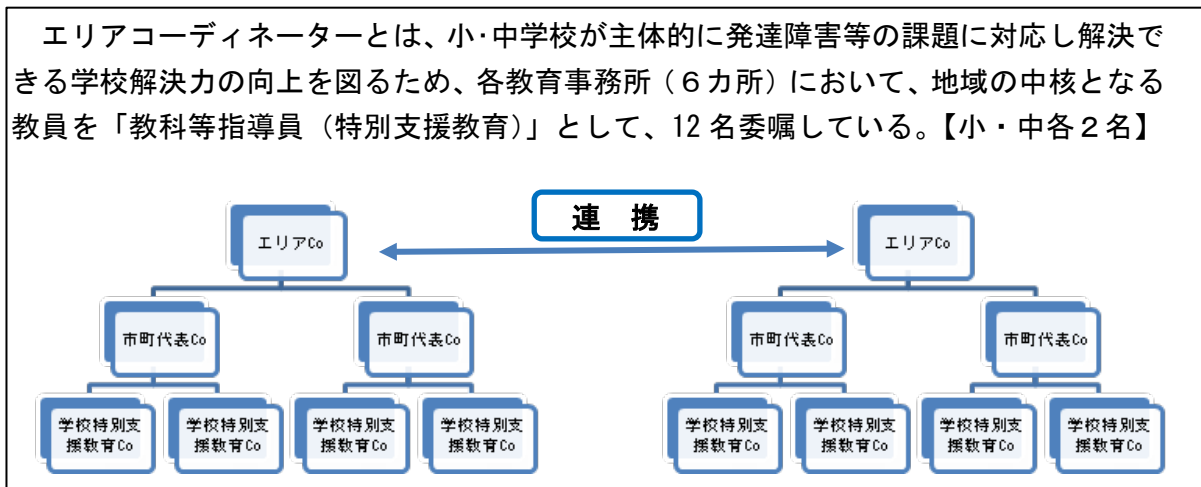 エリアコーディネーターとは、小・中学校が主体的に発達障害等の課題に対応し解決で
きる学校解決力の向上を図るため、各教育事務所（６カ所）において、地域の中核となる
教員を「教科等指導員（特別支援教育）」として、12 名委嘱している。【小・中各２名】
連 携
エリアCo
エリアCo
市町代表Co
市町代表Co
市町代表Co
市町代表Co
学校特別支
援教育Co
学校特別支
援教育Co
学校特別支
援教育Co
学校特別支
援教育Co
学校特別支
援教育Co
学校特別支
援教育Co
学校特別支
援教育Co
学校特別支
援教育Co